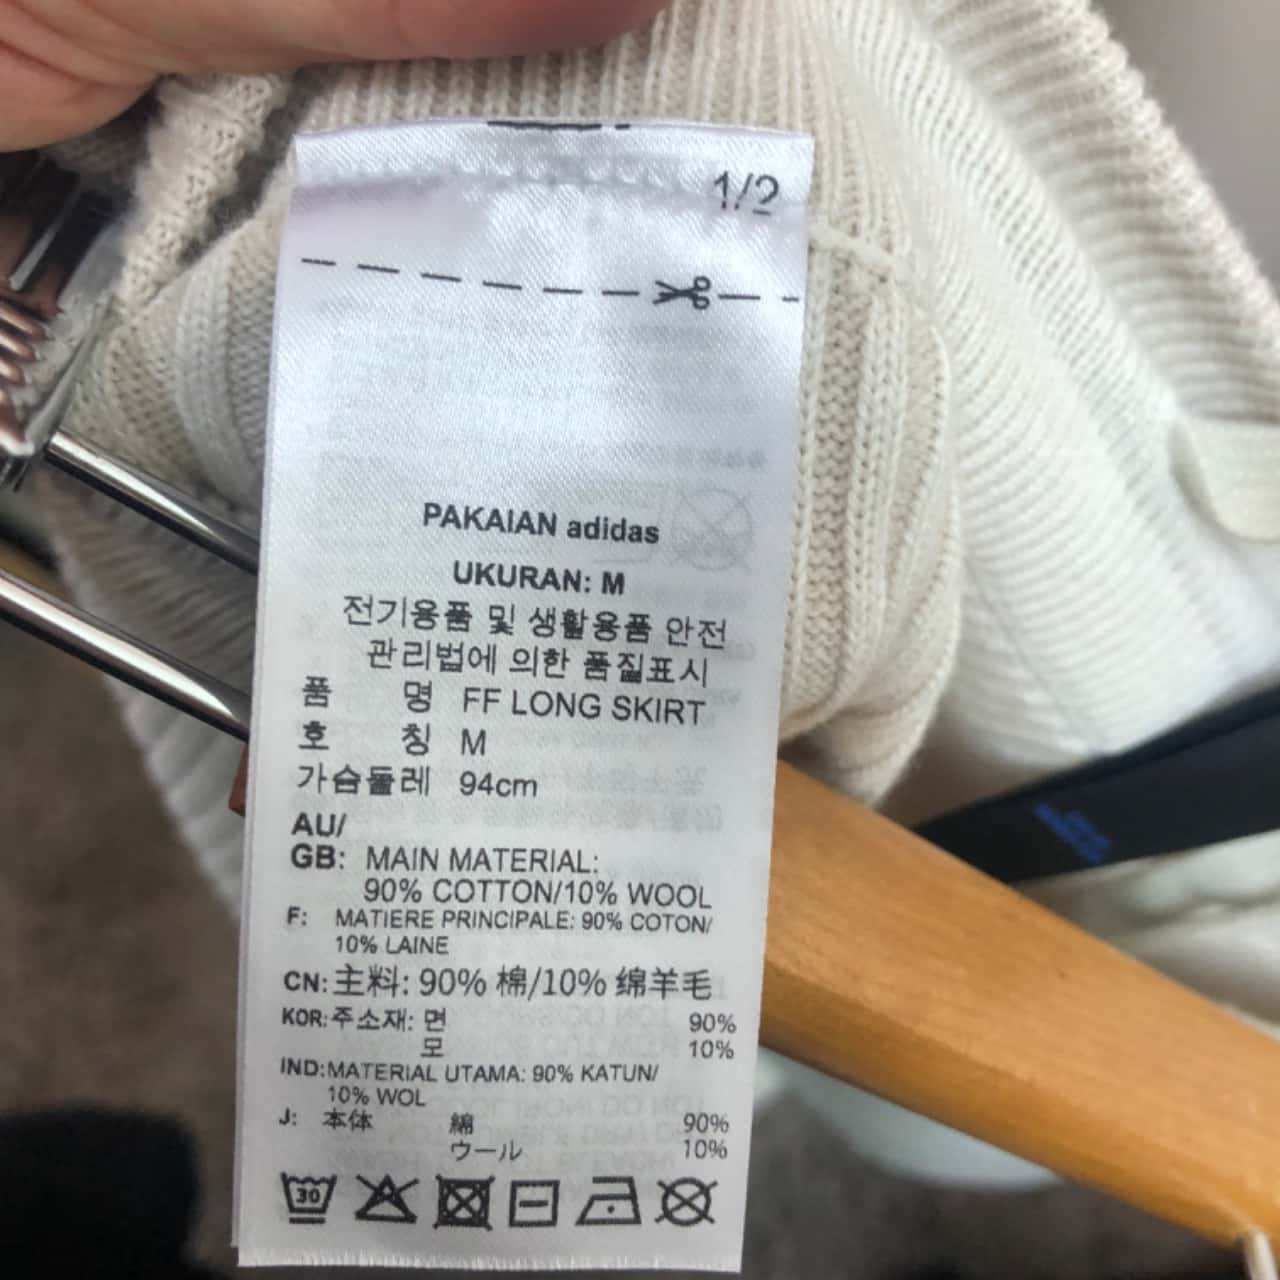 1/2
PAKAIAN adidas
UKURAN: M
전기용품 및 생활용품 안전
관리법에 의한 품질표시
품 명 FF LONG SKIRT
호 칭 M
가슴둘레 94cm
AU/
GB: MAIN MATERIAL:
90% COTTON/10% WOOL
F: MATIERE PRINCIPALE: 90% COTON/
10% LAINE
CN: 主料: 90% 棉/10% 绵羊毛
KOR: 주소재: 면 90%
모 10%
IND: MATERIAL UTAMA: 90% KATUN/
10% WOL
J: 本体 綿 90%
ウール 10%
30